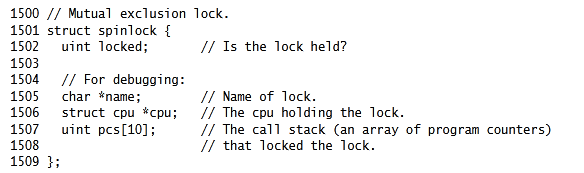 1500 // Mutual exclusion lock.
1501 struct spinlock {
1502   uint locked;       // Is the lock held?
1503
1504   // For debugging:
1505   char *name;        // Name of lock.
1506   struct cpu *cpu;   // The cpu holding the lock.
1507   uint pcs[10];      // The call stack (an array of program counters)
1508                      // that locked the lock.
1509 };